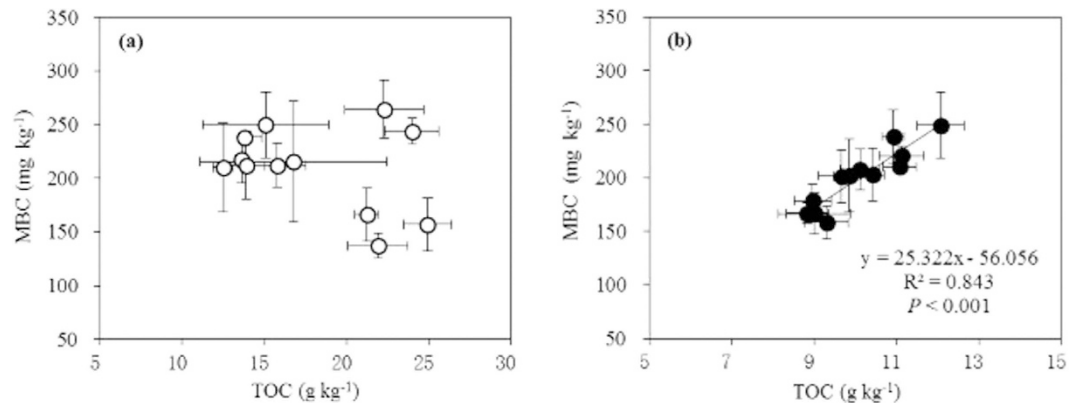 (a)
350
300
250
200
150
100
50
MBC (mg kg-1)
5 10 15 20 25 30
TOC (g kg-1)
(b)
350
300
250
200
150
100
50
MBC (mg kg-1)
y = 25.322x - 56.056
R² = 0.843
P < 0.001
5 7 9 11 13 15
TOC (g kg-1)